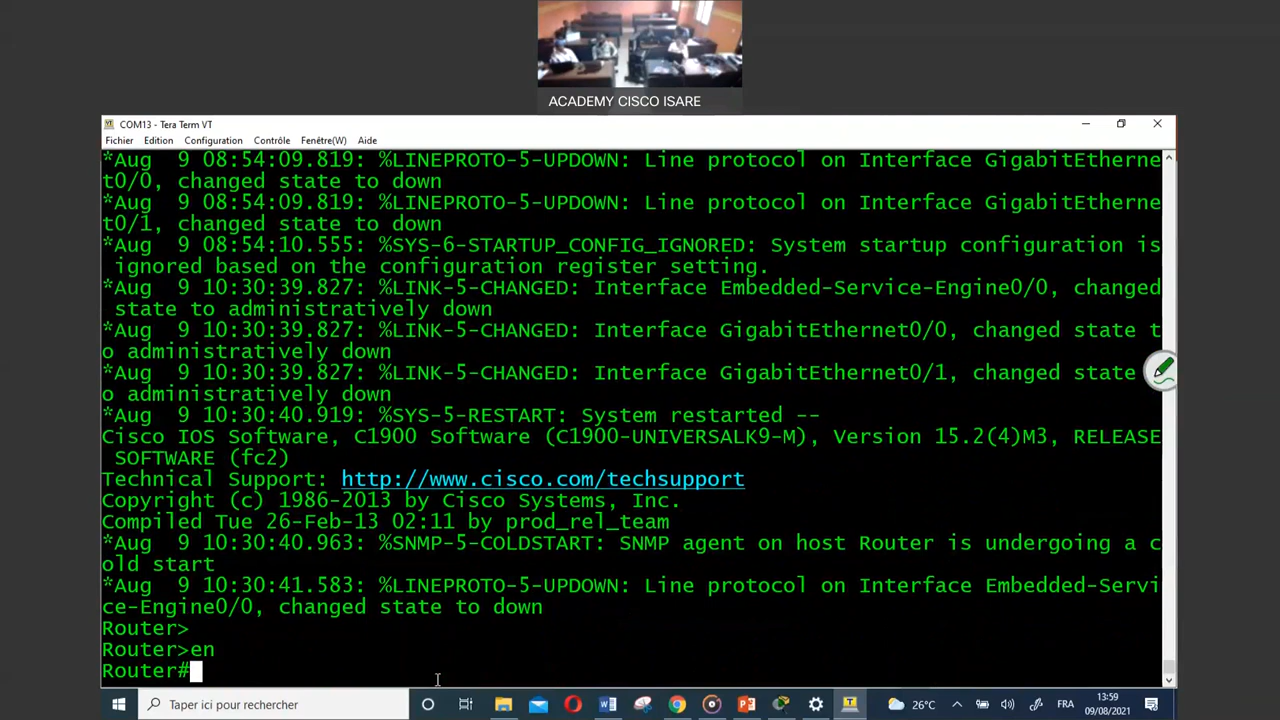 ACADEMY CISCO ISARE
COM13 - Tera Term VT
Fichier Edition Configuration Contrôle Fenêtre(W) Aide
*Aug  9 08:54:09.819: %LINEPROTO-5-UPDOWN: Line protocol on Interface GigabitEtherne
t0/0, changed state to down
*Aug  9 08:54:09.819: %LINEPROTO-5-UPDOWN: Line protocol on Interface GigabitEtherne
t0/1, changed state to down
*Aug  9 08:54:10.555: %SYS-6-STARTUP_CONFIG_IGNORED: System startup configuration is
ignored based on the configuration register setting.
*Aug  9 10:30:39.827: %LINK-5-CHANGED: Interface Embedded-Service-Engine0/0, changed
state to administratively down
*Aug  9 10:30:39.827: %LINK-5-CHANGED: Interface GigabitEthernet0/0, changed state t
o administratively down
*Aug  9 10:30:39.827: %LINK-5-CHANGED: Interface GigabitEthernet0/1, changed state
o administratively down
*Aug  9 10:30:40.919: %SYS-5-RESTART: System restarted --
Cisco IOS Software, C1900 Software (C1900-UNIVERSALK9-M), Version 15.2(4)M3, RELEASE
SOFTWARE (fc2)
Technical Support: http://www.cisco.com/techsupport
Copyright (c) 1986-2013 by Cisco Systems, Inc.
Compiled Tue 26-Feb-13 02:11 by prod_rel_team
*Aug  9 10:30:40.963: %SNMP-5-COLDSTART: SNMP agent on host Router is undergoing a c
old start
*Aug  9 10:30:41.583: %LINEPROTO-5-UPDOWN: Line protocol on Interface Embedded-Servi
ce-Engine0/0, changed state to down
Router>
Router>en
Router#
Taper ici pour rechercher
26°C FRA
13:59
09/08/2021